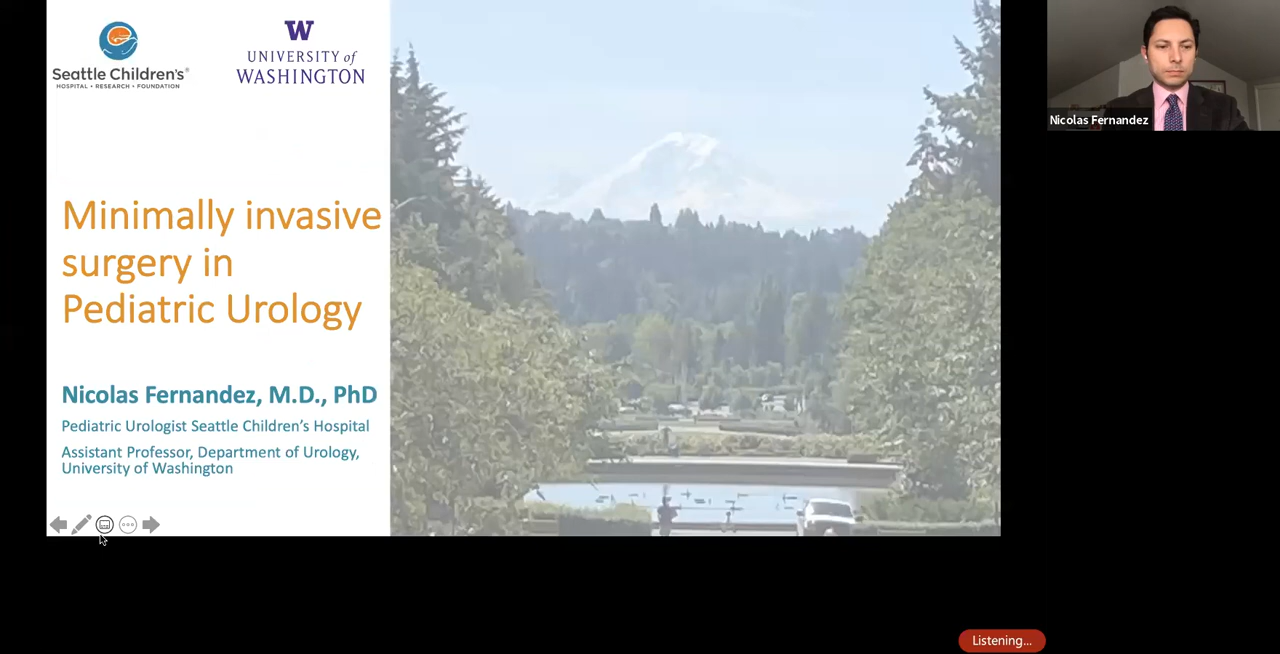 Seattle Children's®
HOSPITAL • RESEARCH • FOUNDATION
W
UNIVERSITY of
WASHINGTON
Minimally invasive
surgery in
Pediatric Urology
Nicolas Fernandez, M.D., PhD
Pediatric Urologist Seattle Children's Hospital
Assistant Professor, Department of Urology,
University of Washington
Nicolas Fernandez
Listening...